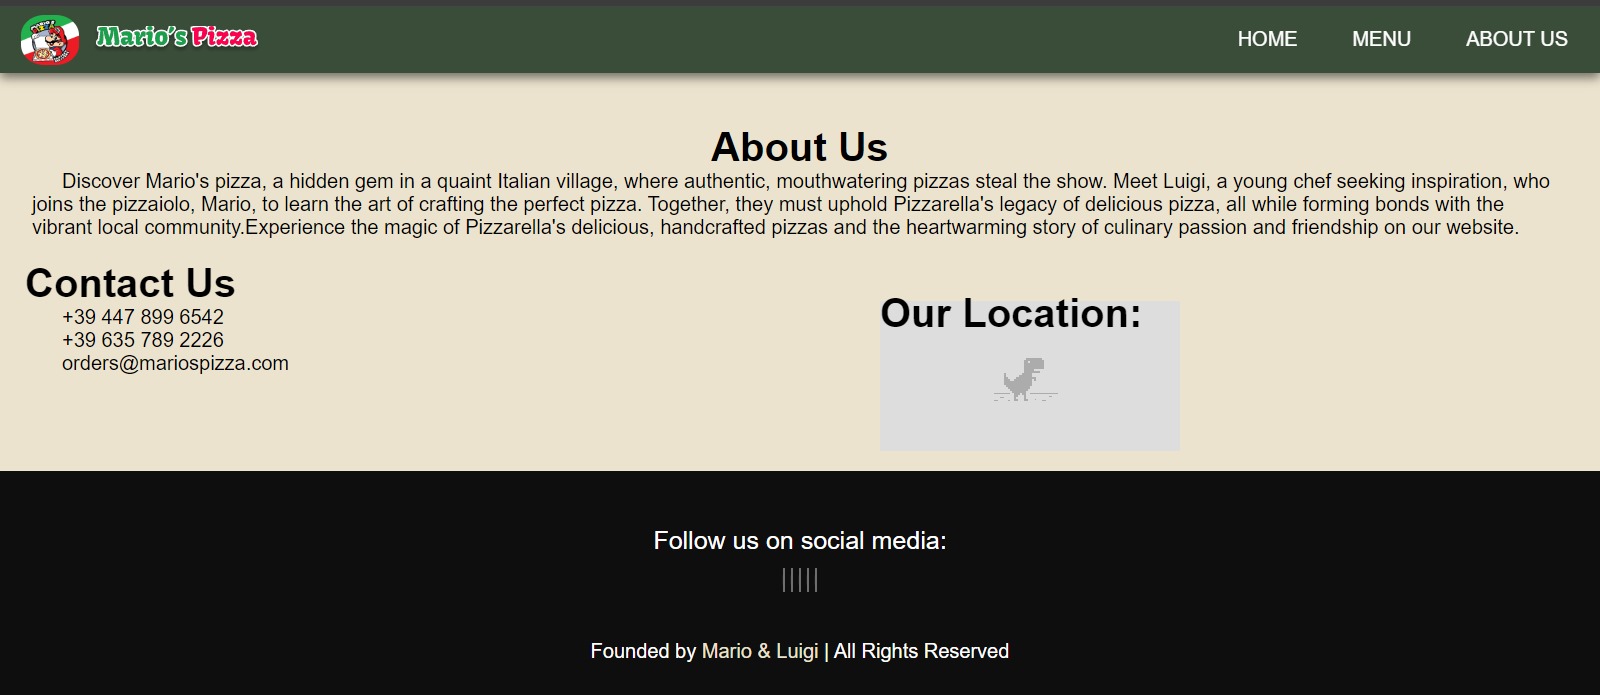 Mario's Pizza
HOME
MENU
ABOUT US
About Us
Discover Mario's pizza, a hidden gem in a quaint Italian village, where authentic, mouthwatering pizzas steal the show. Meet Luigi, a young chef seeking inspiration, who
joins the pizzaiolo, Mario, to learn the art of crafting the perfect pizza. Together, they must uphold Pizzarella's legacy of delicious pizza, all while forming bonds with the
vibrant local community.Experience the magic of Pizzarella's delicious, handcrafted pizzas and the heartwarming story of culinary passion and friendship on our website.
Contact Us
+39 447 899 6542
+39 635 789 2226
orders@mariospizza.com
Our Location:
Follow us on social media:
|||||
Founded by Mario & Luigi | All Rights Reserved